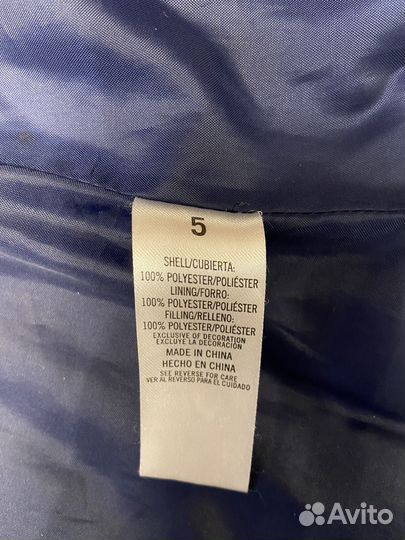 5
SHELL/CUBIERTA:
100% POLYESTER/POLIÉSTER
LINING/FORRO:
100% POLYESTER/POLIÉSTER
FILLING/RELLENO:
100% POLYESTER/POLIÉSTER
EXCLUSIVE OF DECORATION
EXCLUYE LA DECORACIÓN
MADE IN CHINA
HECHO EN CHINA
SEE REVERSE FOR CARE
VER AL REVERSO PARA EL CUIDADO
Avito